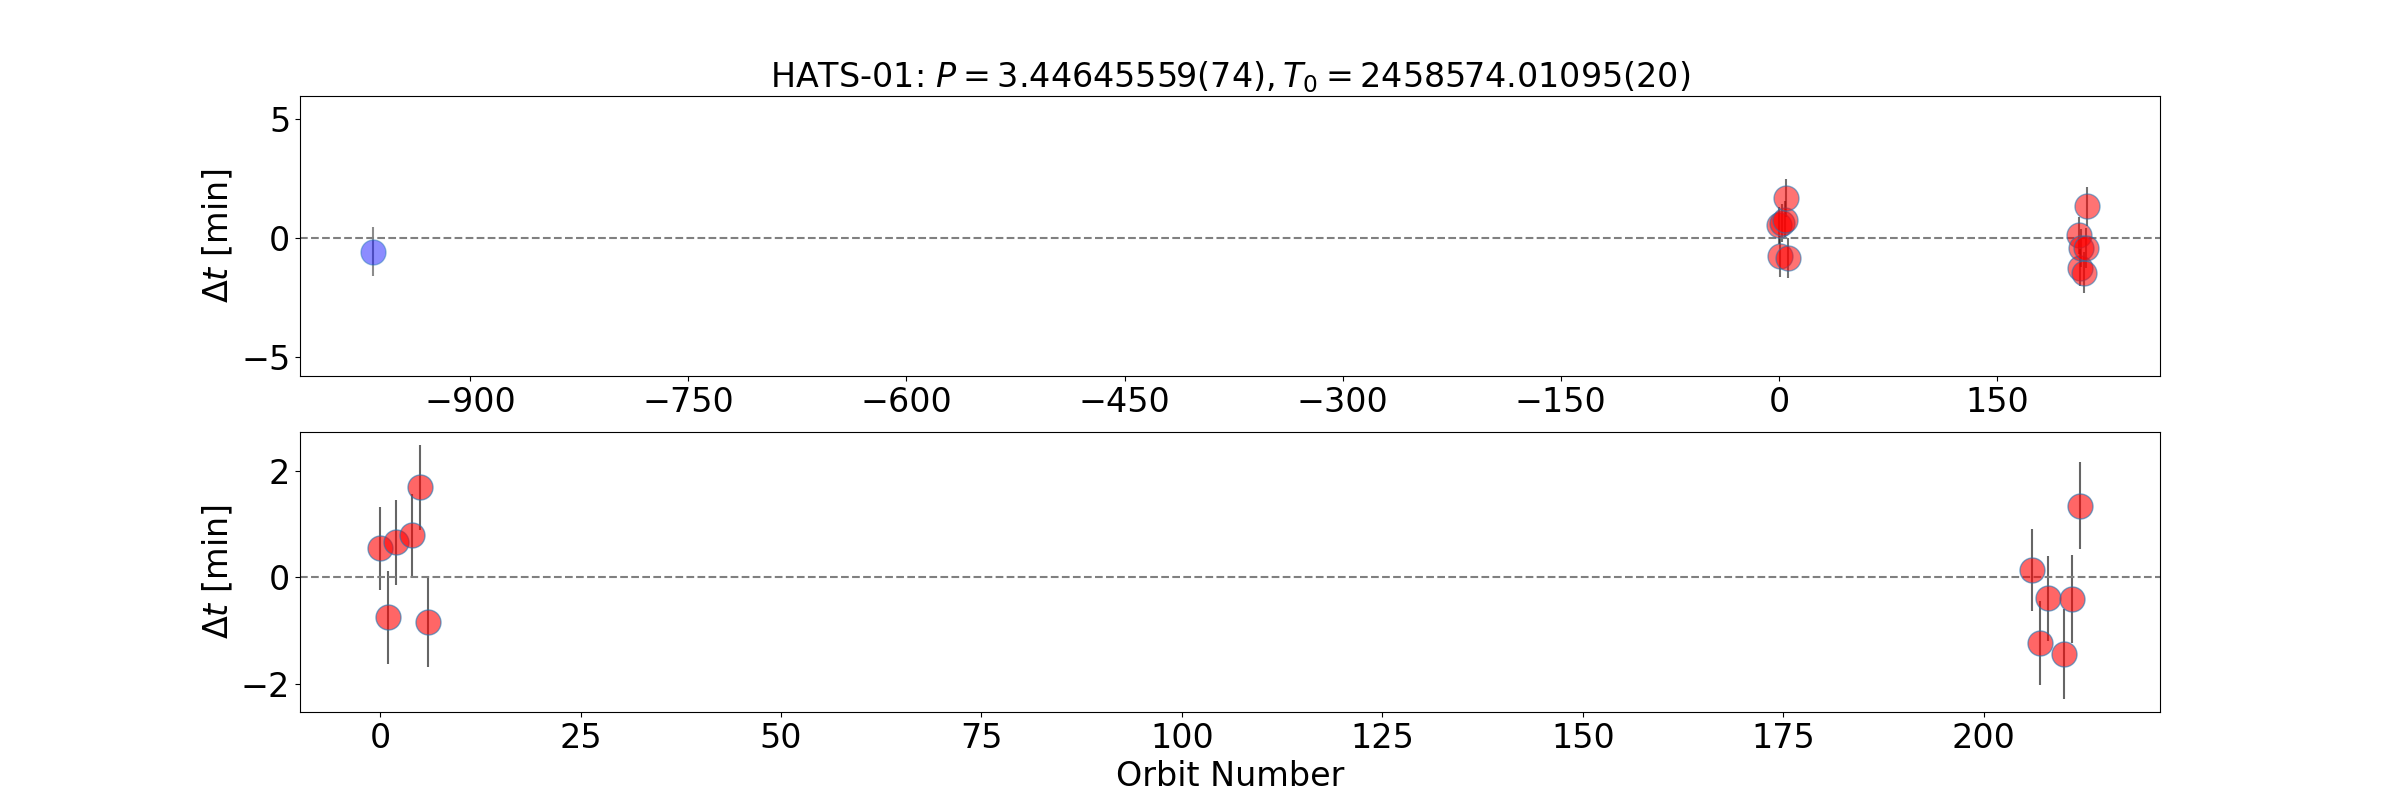 HATS-01: P = 3.44645559(74), T₀ = 2458574.01095(20)
Δt [min]
5
0
−5
−900 −750 −600 −450 −300 −150 0 150
Δt [min]
2
0
−2
0 25 50 75 100 125 150 175 200
Orbit Number